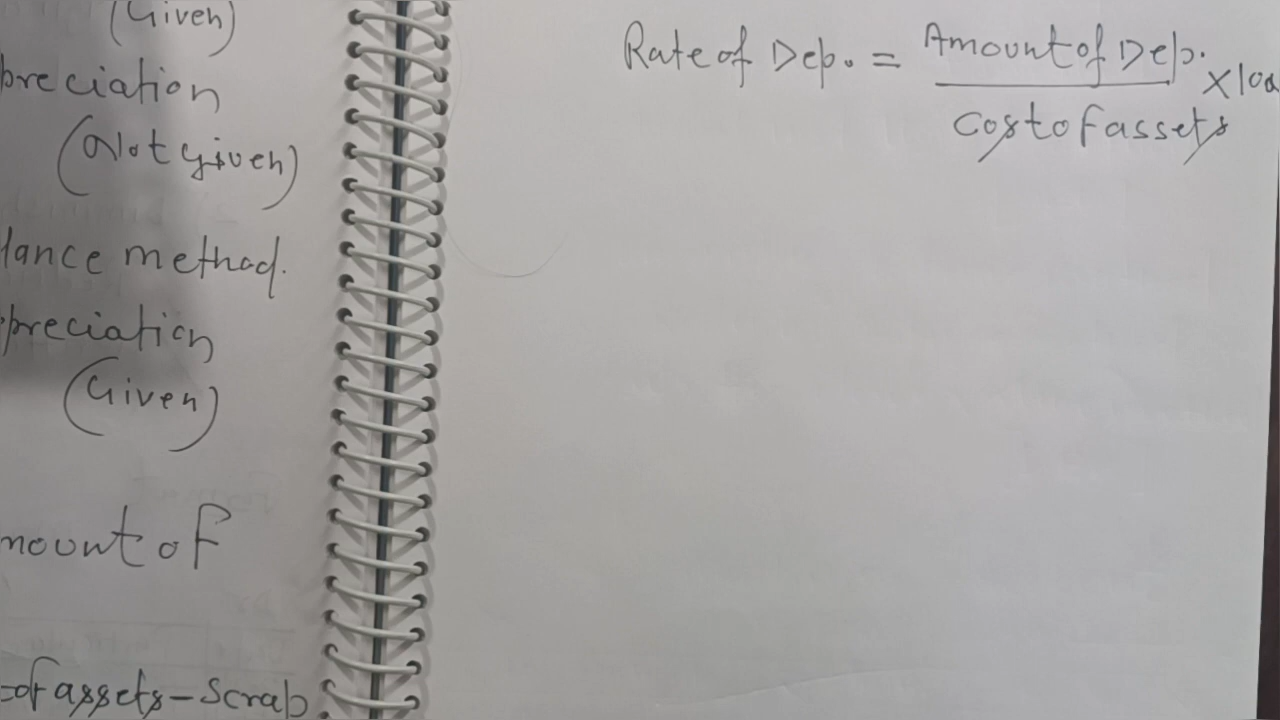 (Given)
preciation
(Not given)
lance method.
preciation
(Given)
mount of
of assets - Scrab
Rate of Dep. = Amount of Dep. × 100
Cost of assets